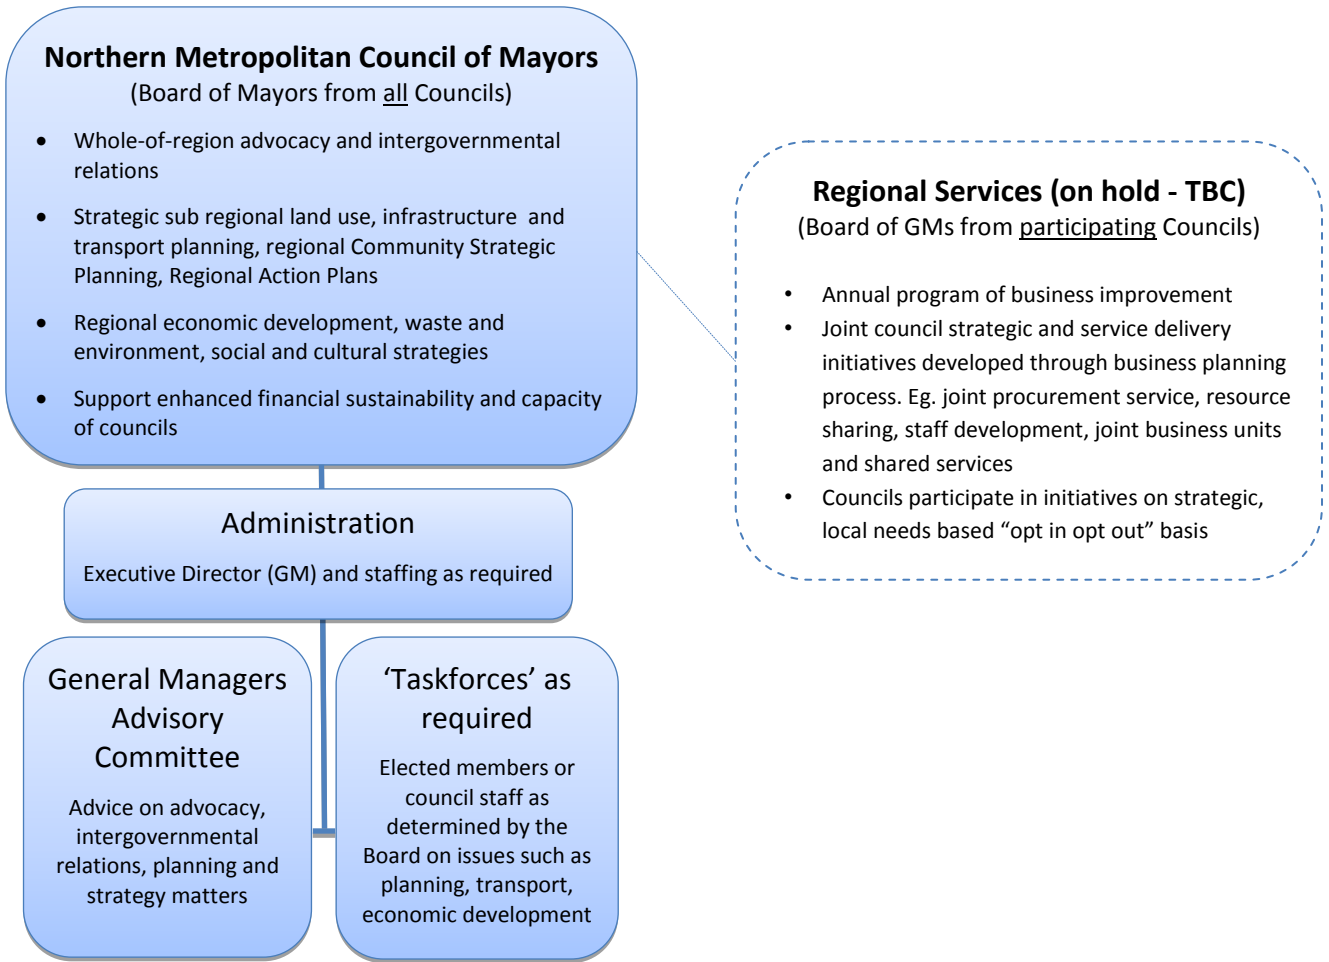 Northern Metropolitan Council of Mayors
(Board of Mayors from all Councils)
• Whole-of-region advocacy and intergovernmental
relations
• Strategic sub regional land use, infrastructure and
transport planning, regional Community Strategic
Planning, Regional Action Plans
• Regional economic development, waste and
environment, social and cultural strategies
• Support enhanced financial sustainability and capacity
of councils
Regional Services (on hold - TBC)
(Board of GMs from participating Councils)
• Annual program of business improvement
• Joint council strategic and service delivery
initiatives developed through business planning
process. Eg. joint procurement service, resource
sharing, staff development, joint business units
and shared services
• Councils participate in initiatives on strategic,
local needs based “opt in opt out” basis
Administration
Executive Director (GM) and staffing as required
General Managers
Advisory
Committee
Advice on advocacy,
intergovernmental
relations, planning and
strategy matters
‘Taskforces’ as
required
Elected members or
council staff as
determined by the
Board on issues such as
planning, transport,
economic development